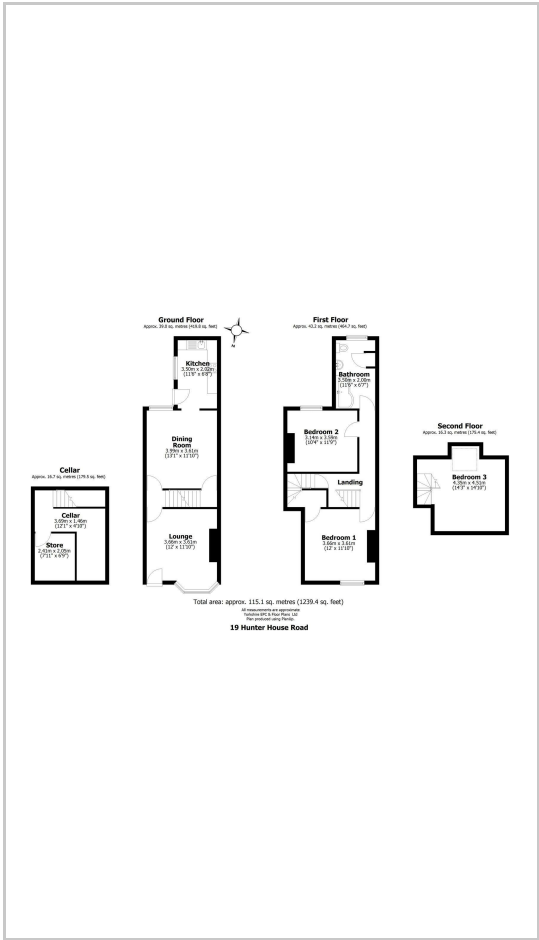 Ground Floor
Approx. 39.0 sq. metres (419.8 sq. feet)
Kitchen
3.50m x 2.02m
(11'6" x 6'8")
Dining
Room
3.99m x 3.61m
(13'1" x 11'10")
Lounge
3.66m x 3.61m
(12' x 11'10")
First Floor
Approx. 43.2 sq. metres (464.7 sq. feet)
Bathroom
3.50m x 2.00m
(11'6" x 6'7")
Bedroom 2
3.14m x 3.59m
(10'4" x 11'9")
Landing
Bedroom 1
3.66m x 3.61m
(12' x 11'10")
Second Floor
Approx. 16.3 sq. metres (175.4 sq. feet)
Bedroom 3
4.35m x 4.51m
(14'3" x 14'10")
Cellar
Approx. 16.7 sq. metres (179.5 sq. feet)
Cellar
3.69m x 1.46m
(12'1" x 4'10")
Store
2.41m x 2.05m
(7'11" x 6'9")
Total area: approx. 115.1 sq. metres (1239.4 sq. feet)
All measurements are approximate
Yorkshire EPC & Floor Plans Ltd
Plan produced using PlanUp.
19 Hunter House Road